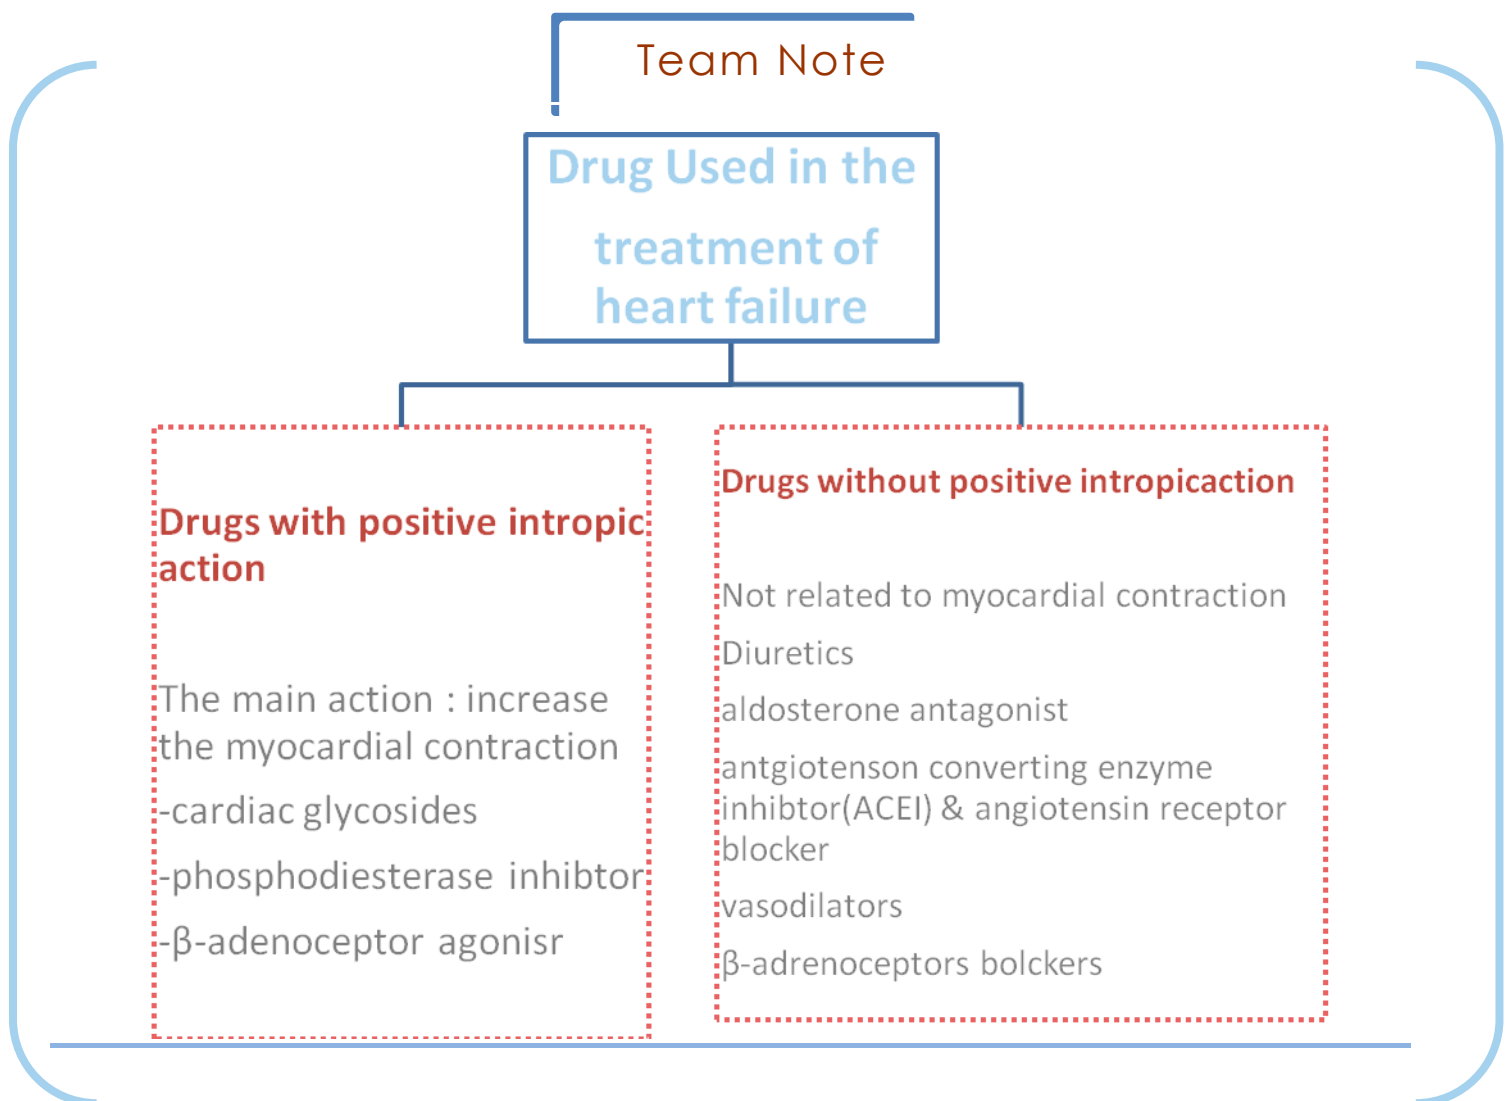 Team Note
Drug Used in the
treatment of
heart failure
Drugs with positive intropic
action
The main action : increase
the myocardial contraction
-cardiac glycosides
-phosphodiesterase inhibtor
-β-adenoceptor agonisr
Drugs without positive intropicaction
Not related to myocardial contraction
Diuretics
aldosterone antagonist
antgiotenson converting enzyme
inhibtor(ACEI) & angiotensin receptor
blocker
vasodilators
β-adrenoceptors bolckers